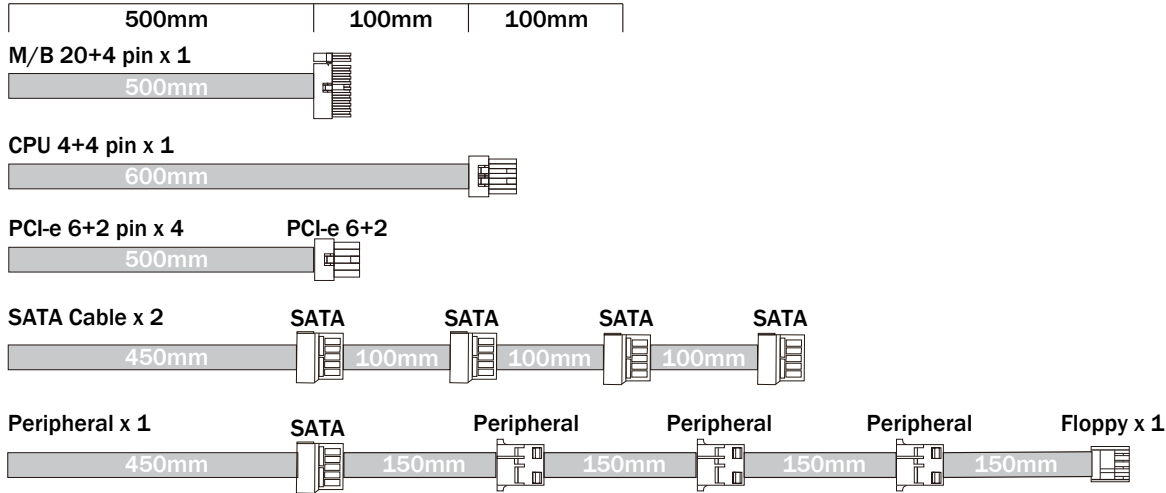 500mm 100mm 100mm
M/B 20+4 pin x 1
500mm
CPU 4+4 pin x 1
600mm
PCI-e 6+2 pin x 4 PCI-e 6+2
500mm
SATA Cable x 2 SATA SATA SATA SATA
450mm 100mm 100mm 100mm
Peripheral x 1 SATA Peripheral Peripheral Peripheral Floppy x 1
450mm 150mm 150mm 150mm 150mm